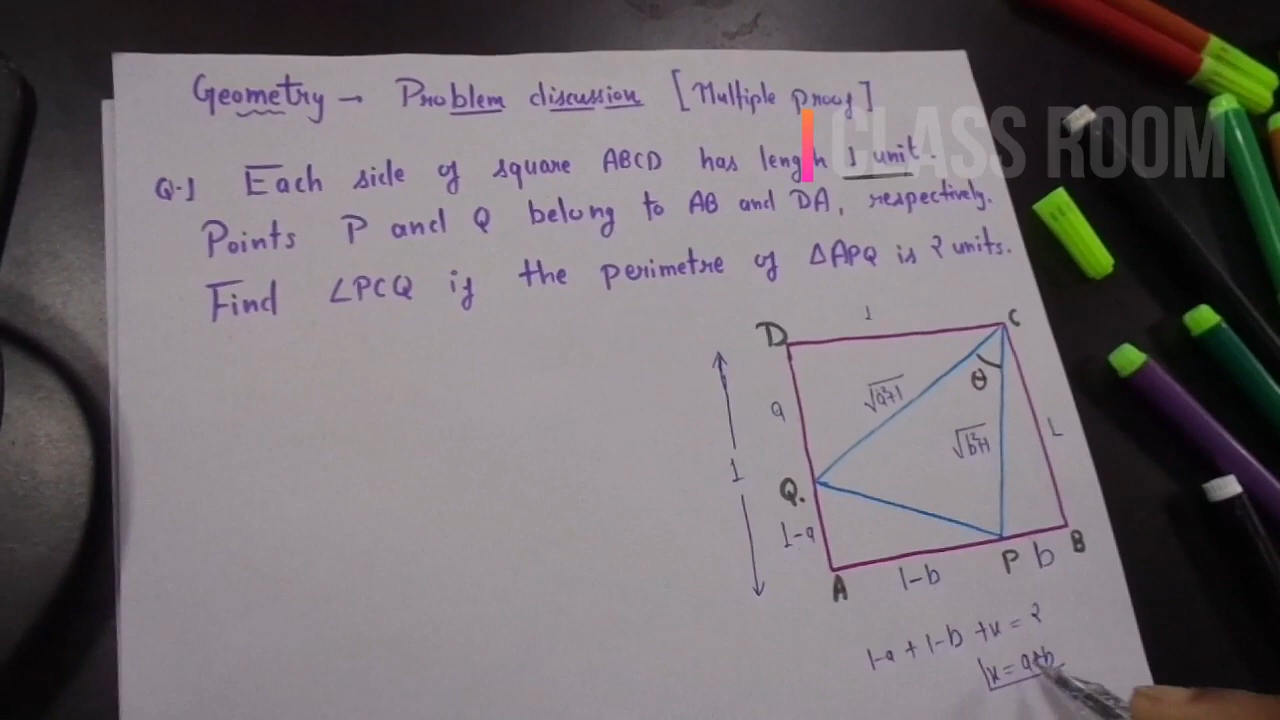 Geometry → Problem discussion [Multiple proof]
CLASS ROOM
Q-1 Each side of square ABCD has length 1 unit.
Points P and Q belong to AB and DA, respectively.
Find ∠PCQ if the perimetre of ΔAPQ is 2 units.
D 1 C
a √a²+1 θ
√b²+1 1
1
Q.
1-a
A 1-b P b B
1-a + 1-b + x = 2
x = a+b